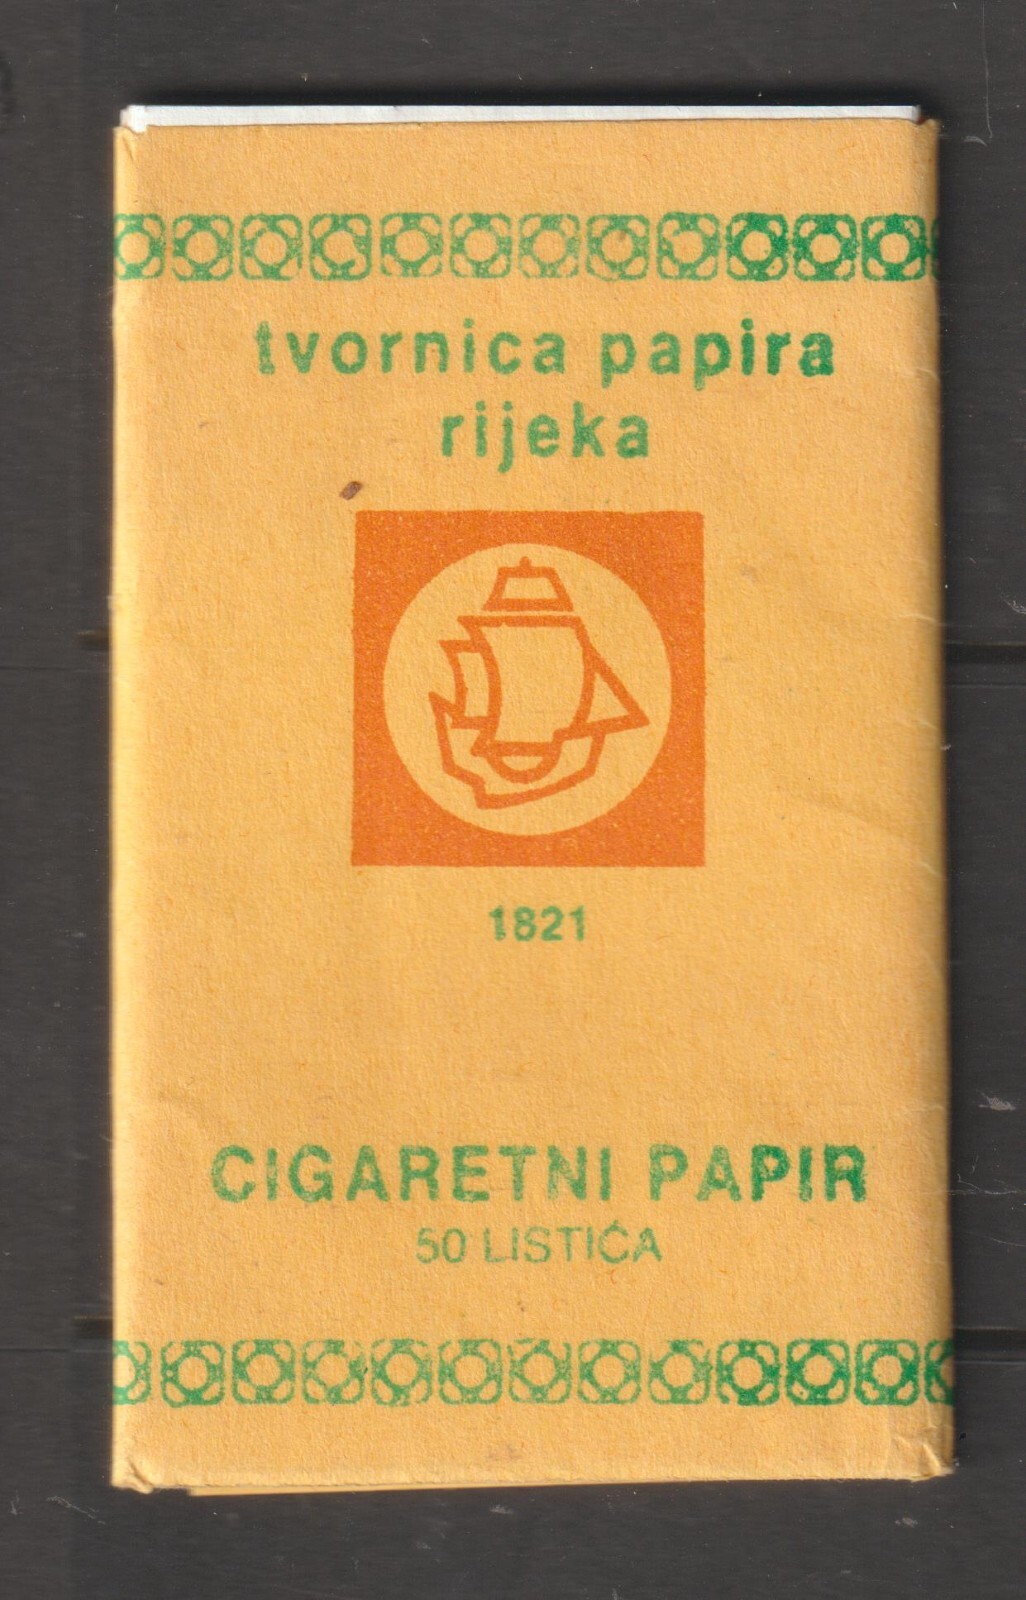 tvornica papira
rijeka
1821
CIGARETNI PAPIR
50 LISTIĆA